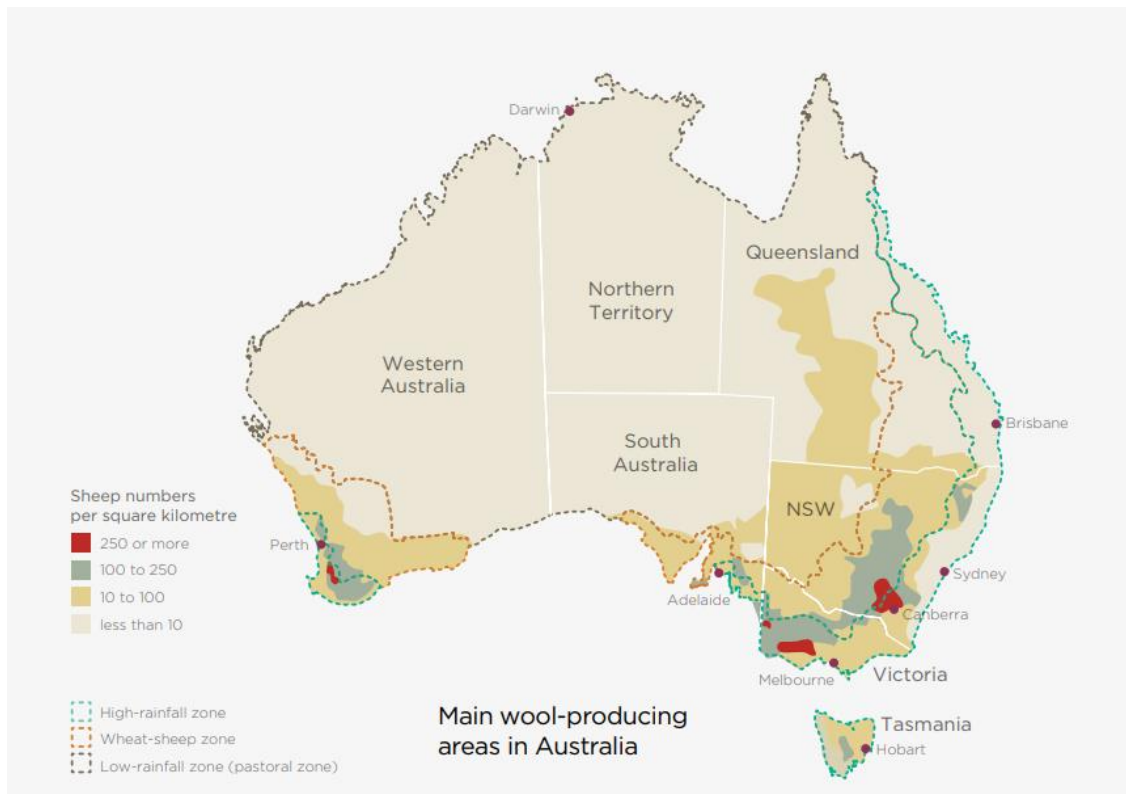 Darwin
Queensland
Northern
Territory
Western
Australia
Brisbane
South
Australia
NSW
Sheep numbers
per square kilometre
250 or more
100 to 250
10 to 100
less than 10
Perth
Sydney
Adelaide
Canberra
Melbourne
Victoria
High-rainfall zone
Wheat-sheep zone
Low-rainfall zone (pastoral zone)
Main wool-producing
areas in Australia
Tasmania
Hobart